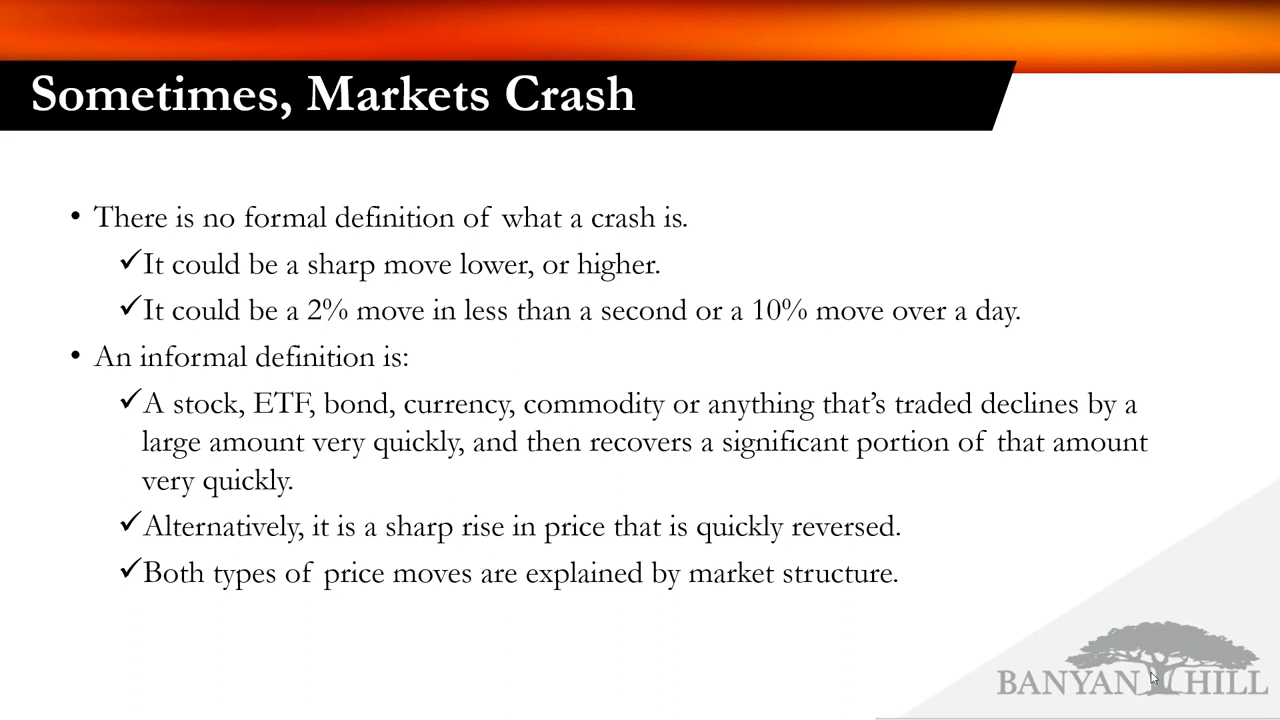 Sometimes, Markets Crash
• There is no formal definition of what a crash is.
✓It could be a sharp move lower, or higher.
✓It could be a 2% move in less than a second or a 10% move over a day.
• An informal definition is:
✓A stock, ETF, bond, currency, commodity or anything that's traded declines by a
large amount very quickly, and then recovers a significant portion of that amount
very quickly.
✓Alternatively, it is a sharp rise in price that is quickly reversed.
✓Both types of price moves are explained by market structure.
BANYAN HILL